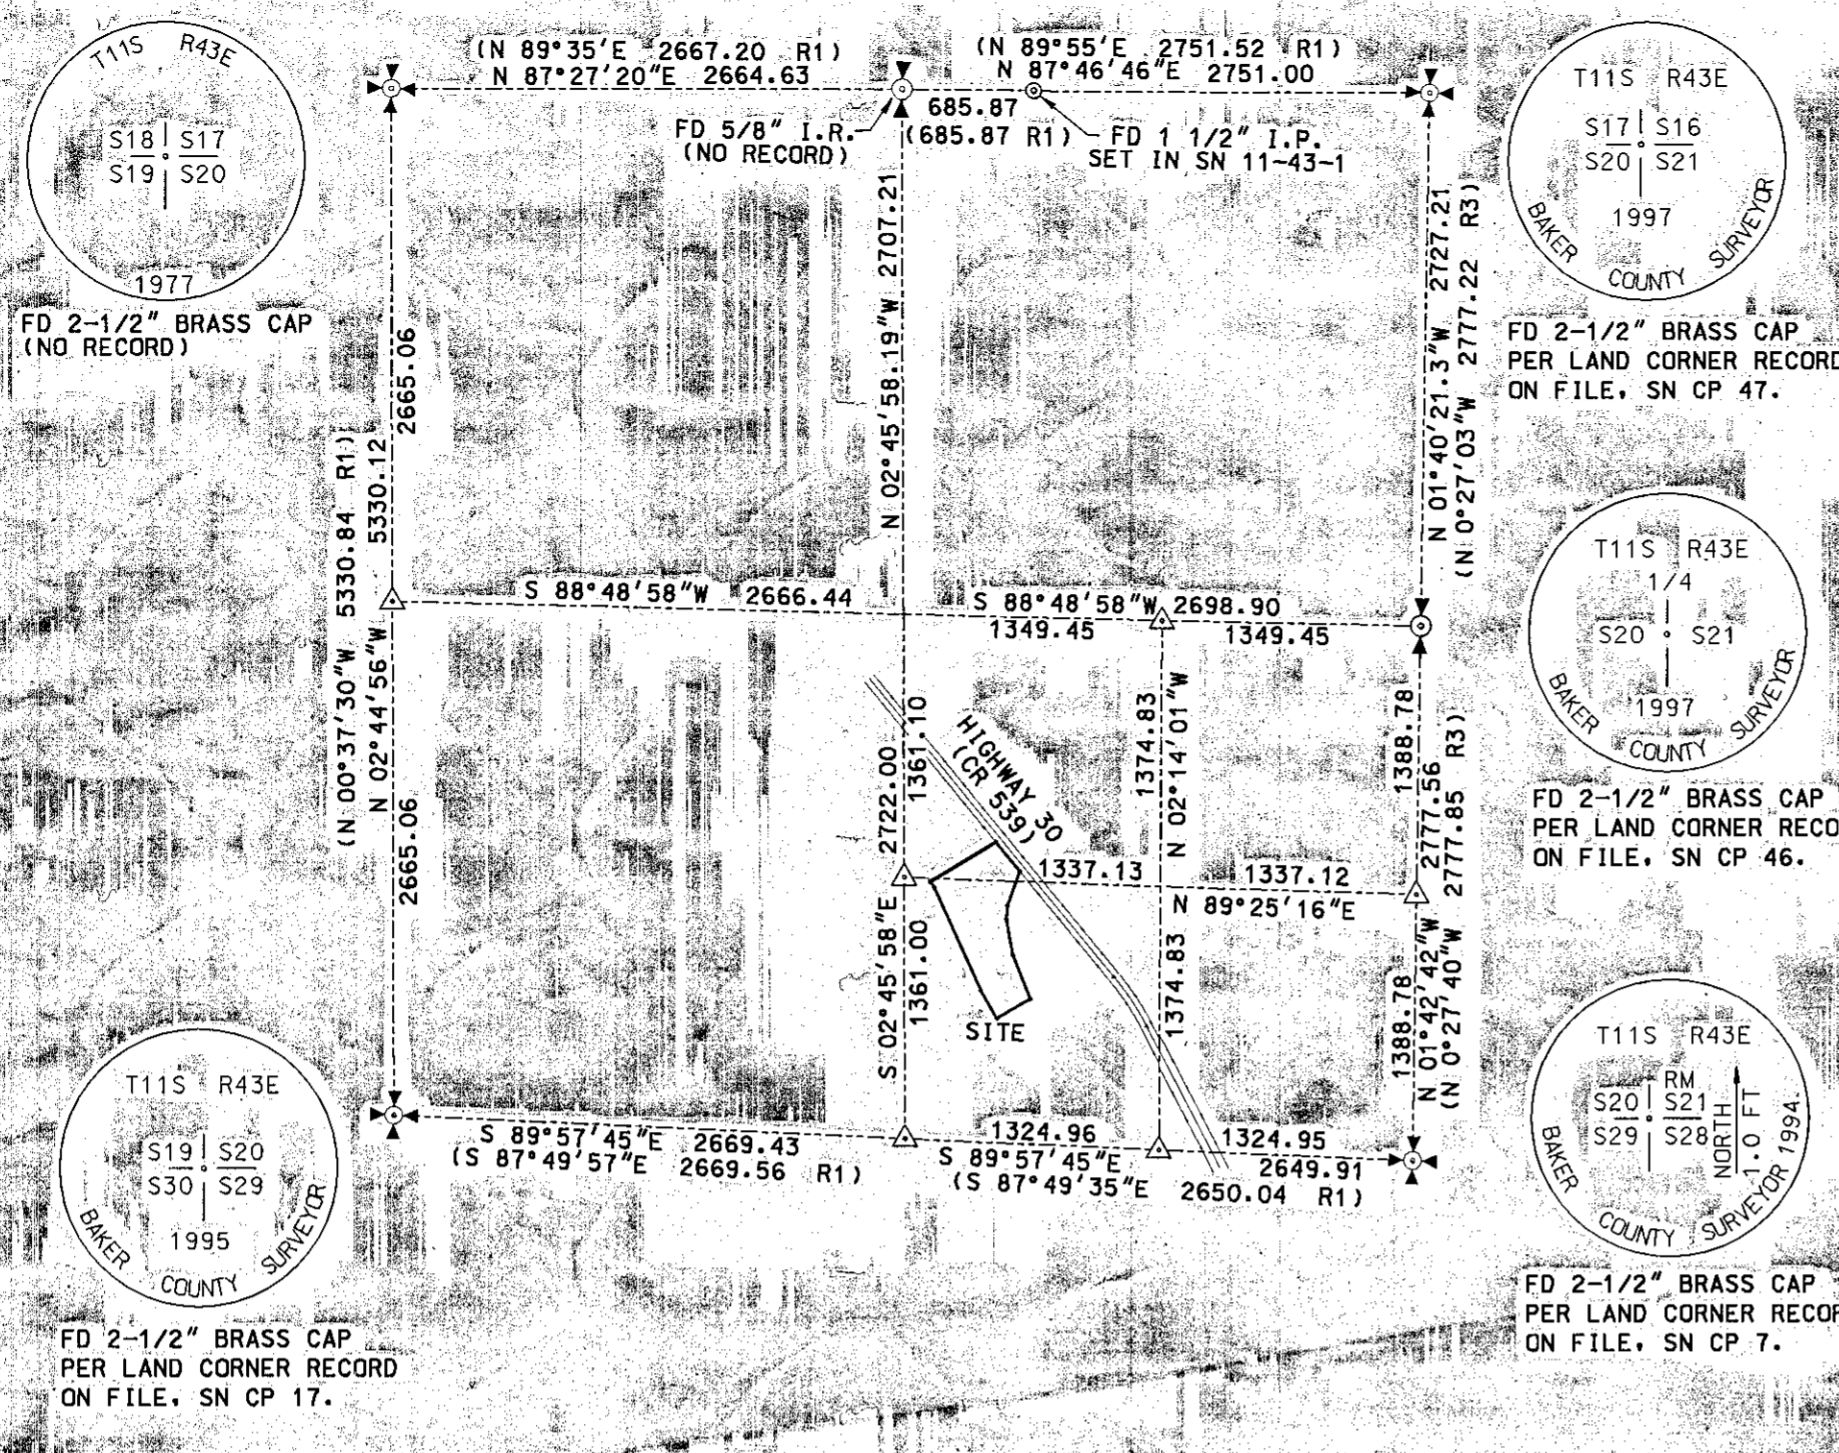 T11S R43E
S18 S17
S19 S20
1977
FD 2-1/2" BRASS CAP
(NO RECORD)
(N 89°35'E 2667.20 R1)
N 87°27'20"E 2664.63
(N 89°55'E 2751.52 R1)
N 87°46'46"E 2751.00
685.87
(685.87 R1)
FD 5/8" I.R.
(NO RECORD)
FD 1 1/2" I.P.
SET IN SN 11-43-1
T11S R43E
S17 S16
S20 S21
1997
BAKER COUNTY SURVEYOR
FD 2-1/2" BRASS CAP
PER LAND CORNER RECORD
ON FILE, SN CP 47.
(N 00°37'30"W 5330.84 R1)
N 02°44'56"W 5330.12
2665.06
2665.06
N 02°45'58.19"W 2707.21
N 01°40'21.3"W 2727.21
(N 0°27'03"W 2777.22 R3)
S 88°48'58"W 2666.44
S 88°48'58"W 2698.90
1349.45
1349.45
T11S R43E
1/4
S20 S21
1997
BAKER COUNTY SURVEYOR
FD 2-1/2" BRASS CAP
PER LAND CORNER RECO
ON FILE, SN CP 46.
HIGHWAY 30
(CR 539)
S 02°45'58"E 2722.00
1361.10
1361.00
1374.83
N 02°14'01"W
1374.83
1388.78
1388.78
N 01°42'42"W 2777.56
(N 0°27'40"W 2777.85 R3)
1337.13
1337.12
N 89°25'16"E
SITE
T11S R43E
S19 S20
S30 S29
1995
BAKER COUNTY SURVEYOR
FD 2-1/2" BRASS CAP
PER LAND CORNER RECORD
ON FILE, SN CP 17.
S 89°57'45"E 2669.43
(S 87°49'57"E 2669.56 R1)
1324.96
1324.95
S 89°57'45"E 2649.91
(S 87°49'35"E 2650.04 R1)
T11S R43E
RM
S20 S21
S29 S28
NORTH
1.0 FT
BAKER COUNTY SURVEYOR 1994.
FD 2-1/2" BRASS CAP
PER LAND CORNER RECOR
ON FILE, SN CP 7.